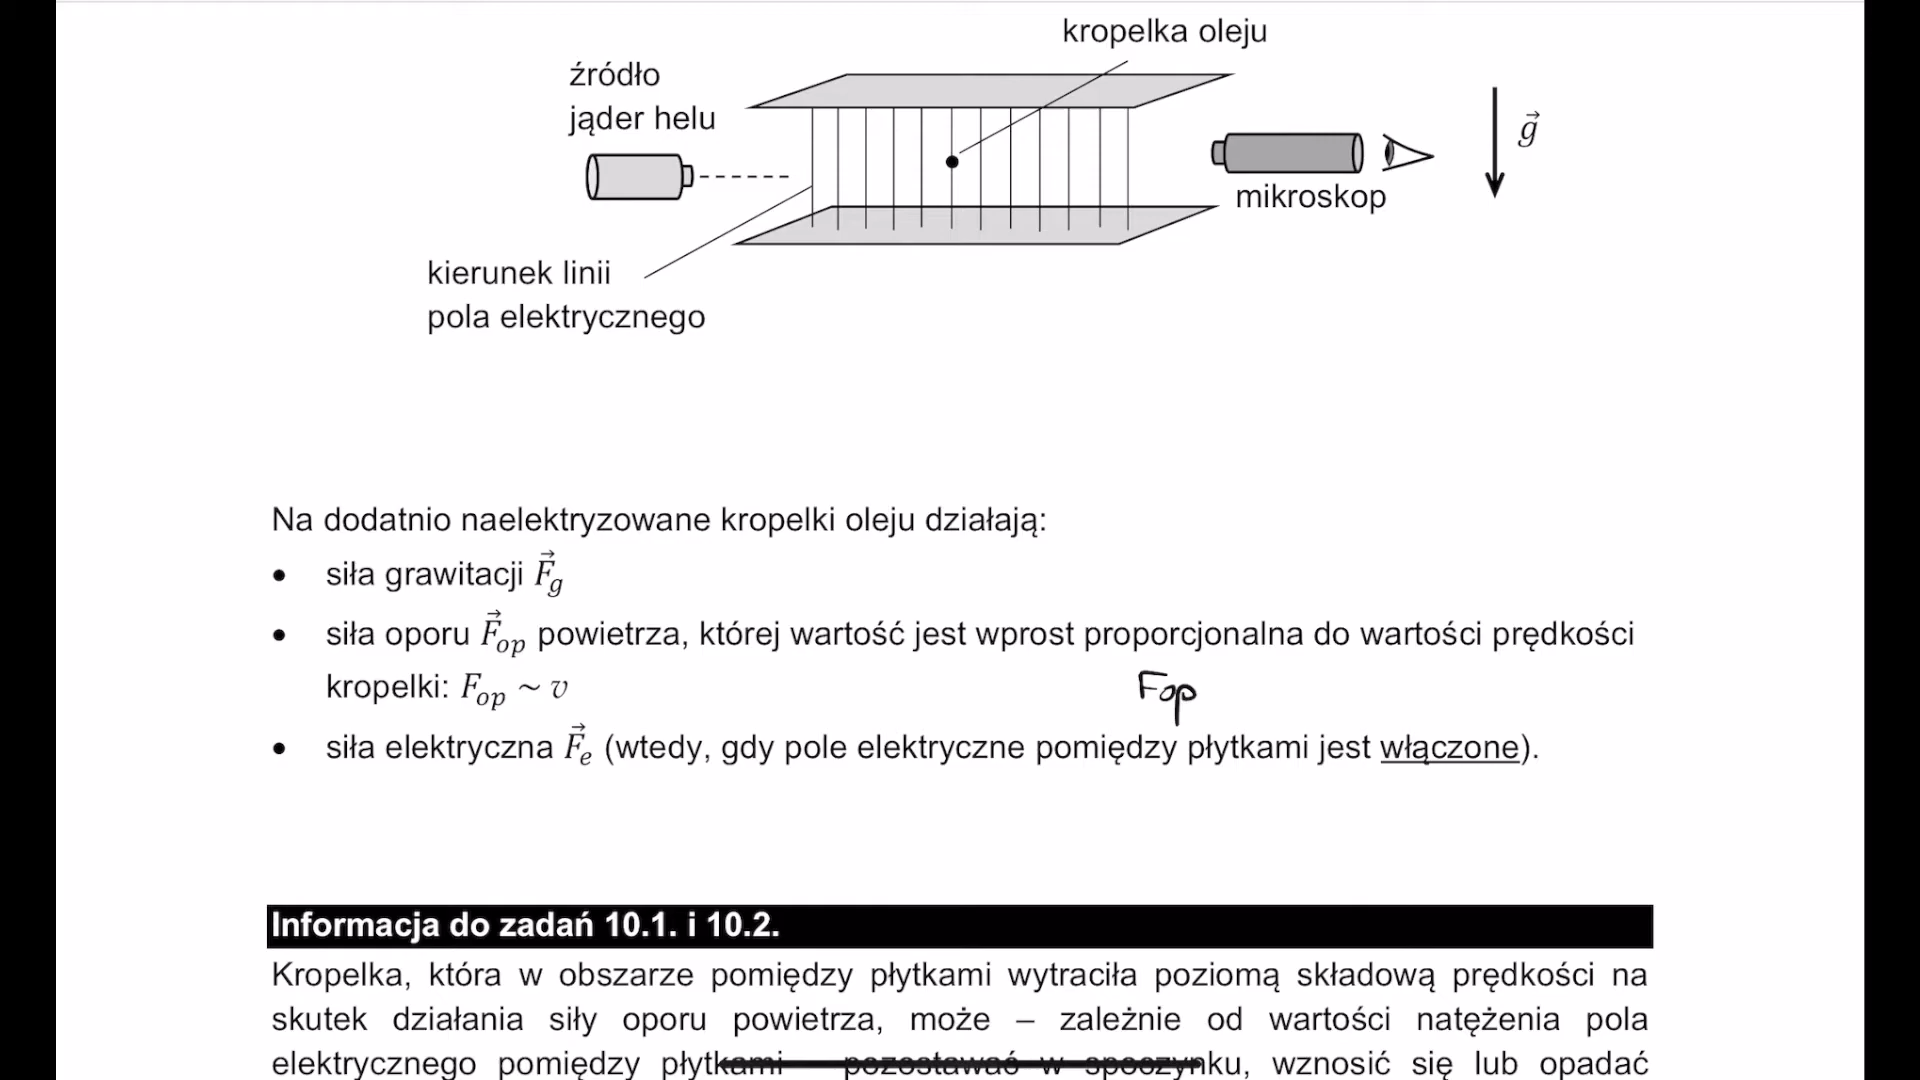 kropelka oleju
źródło
jąder helu
g⃗
mikroskop
kierunek linii
pola elektrycznego
Na dodatnio naelektryzowane kropelki oleju działają:
• siła grawitacji F⃗g
• siła oporu F⃗op powietrza, której wartość jest wprost proporcjonalna do wartości prędkości
kropelki: Fop ~ v
Fop
• siła elektryczna F⃗e (wtedy, gdy pole elektryczne pomiędzy płytkami jest włączone).
Informacja do zadań 10.1. i 10.2.
Kropelka, która w obszarze pomiędzy płytkami wytraciła poziomą składową prędkości na
skutek działania siły oporu powietrza, może – zależnie od wartości natężenia pola
elektrycznego pomiędzy płytkami – pozostawać w spoczynku, wznosić się lub opadać